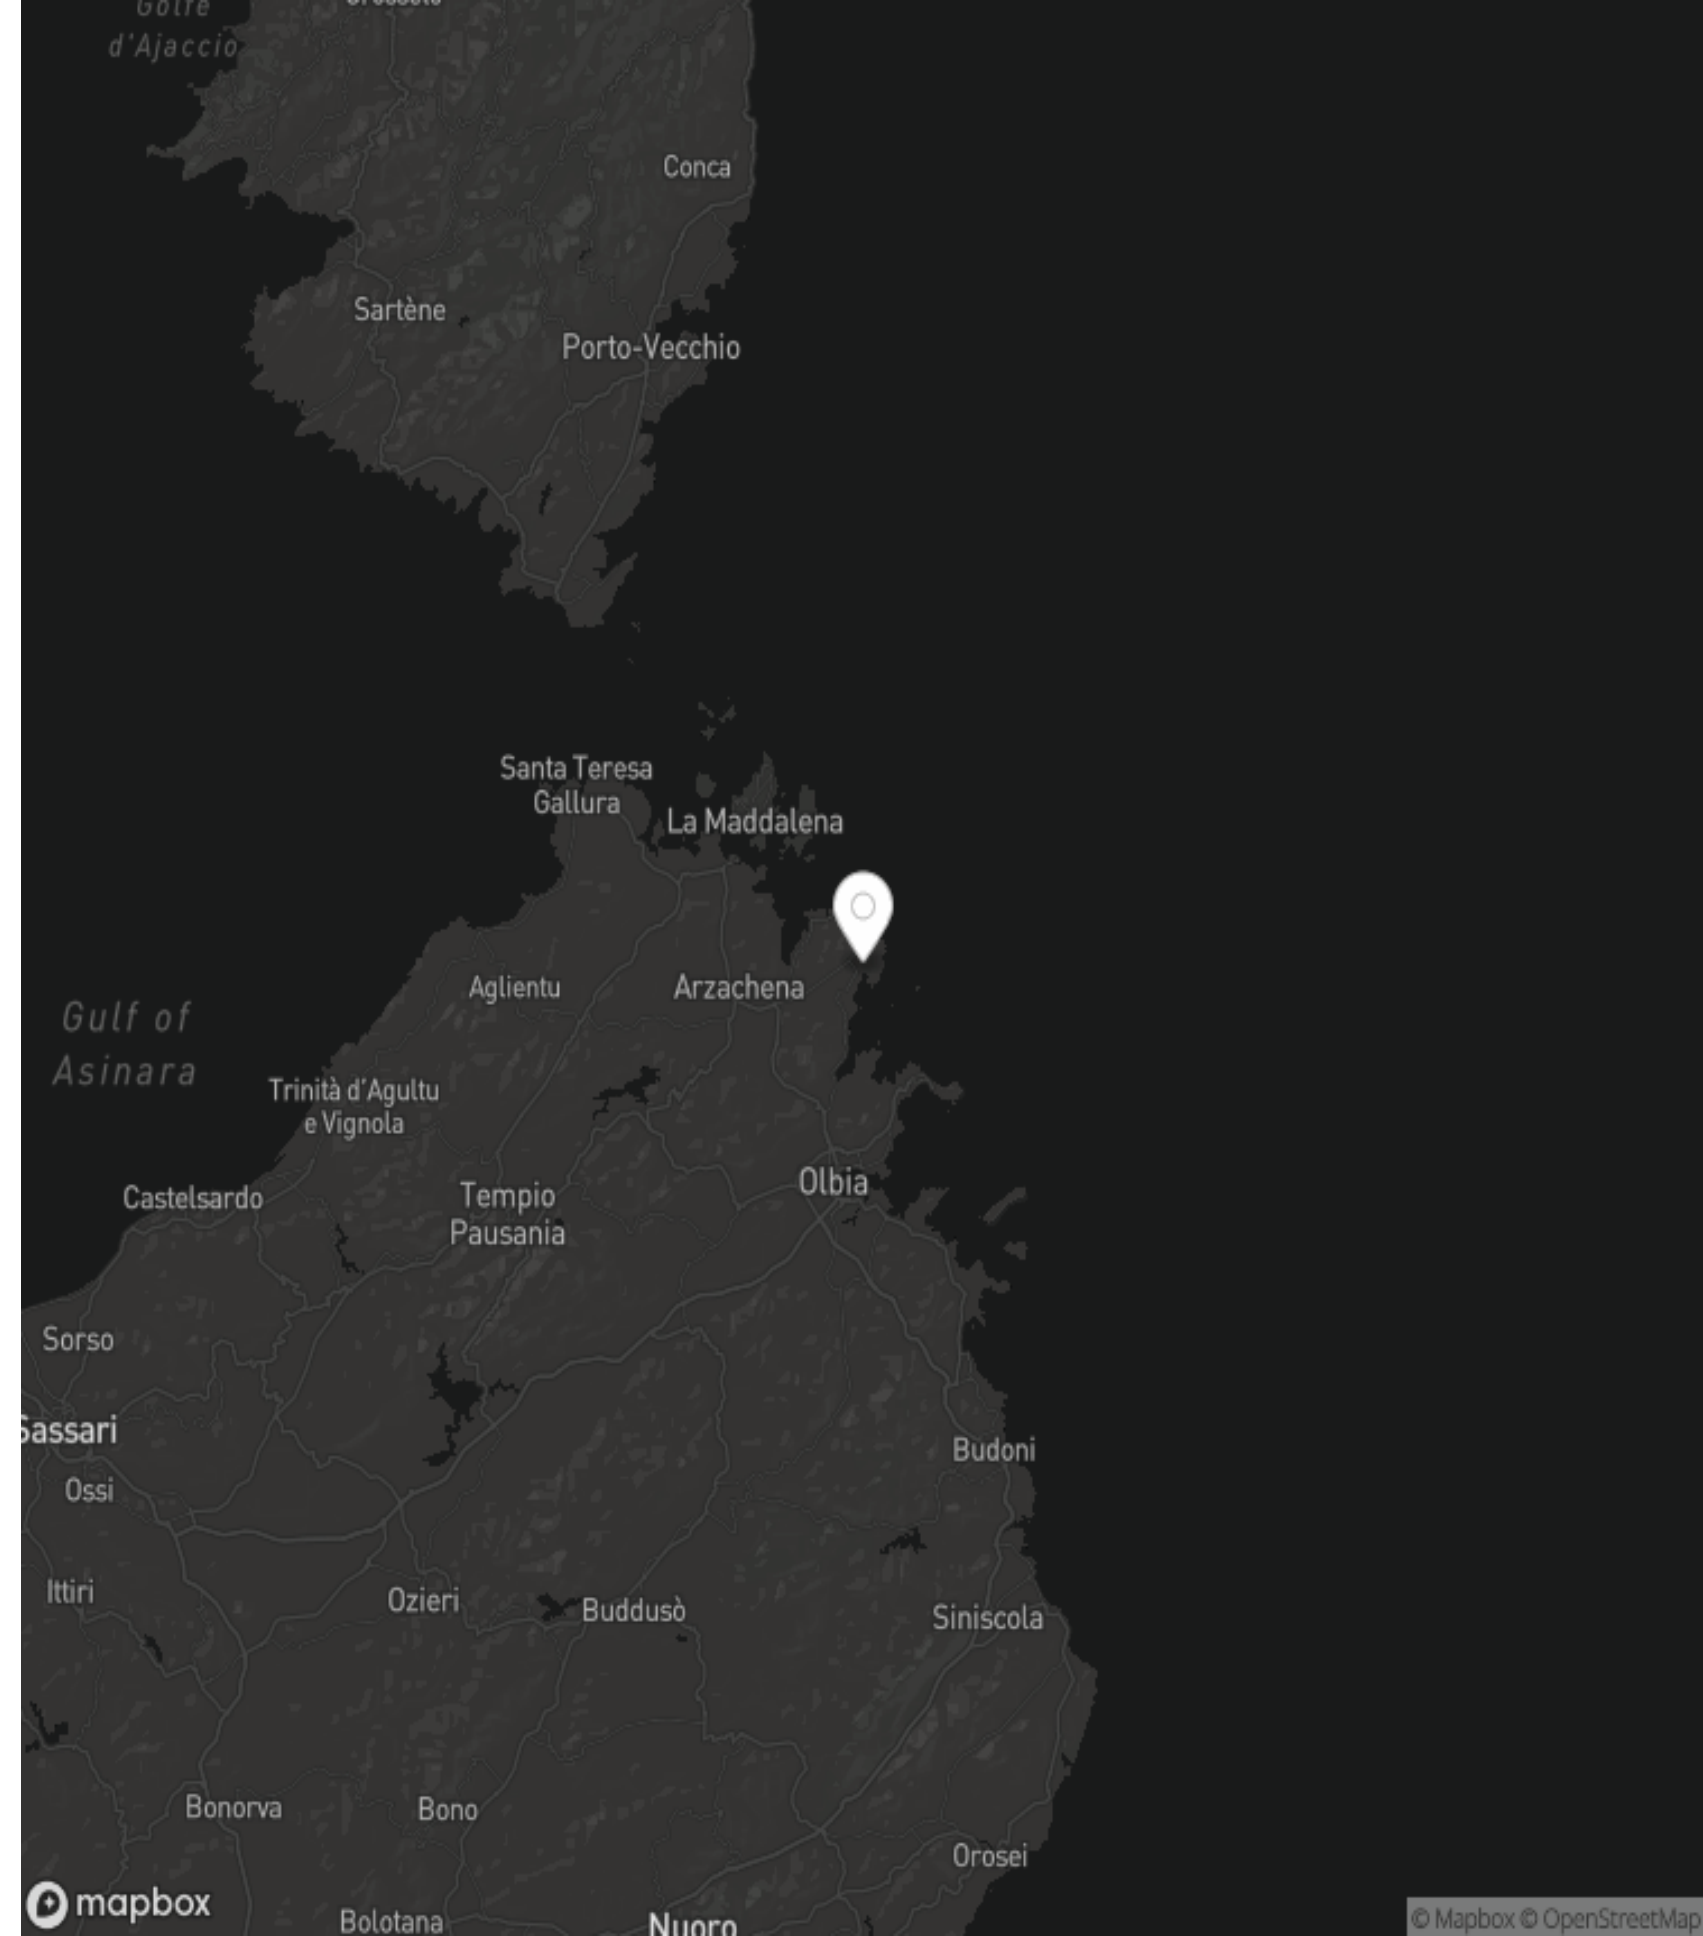 Golfe
d'Ajaccio
Conca
Sartène
Porto-Vecchio
Santa Teresa
Gallura
La Maddalena
Aglientu
Arzachena
Gulf of
Asinara
Trinità d'Agultu
e Vignola
Castelsardo
Tempio
Pausania
Olbia
Sorso
Sassari
Budoni
Ossi
Ittiri
Ozieri
Buddusò
Siniscola
Bonorva
Bono
Orosei
mapbox
Bolotana
Nuoro
© Mapbox © OpenStreetMap